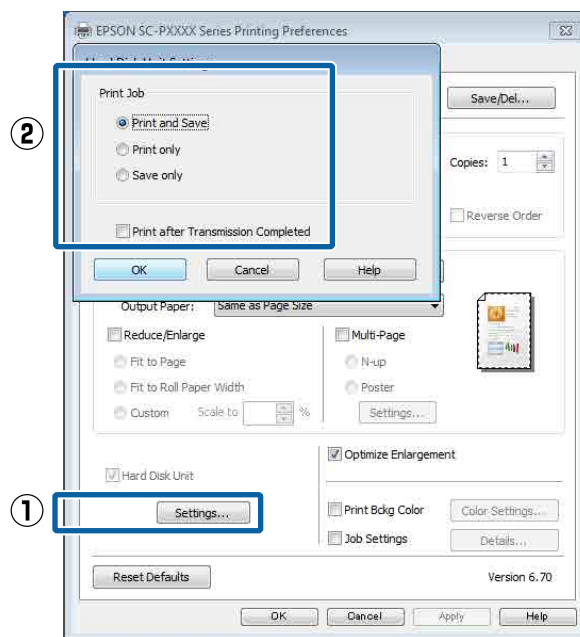 EPSON SC-PXXXX Series Printing Preferences
Print Job
Save/Del...
② Print and Save
Print only
Copies: 1
Save only
Reverse Order
Print after Transmission Completed
OK Cancel Help
Output Paper: Same as Page Size
Reduce/Enlarge Multi-Page
Fit to Page N-up
Fit to Roll Paper Width Poster
Custom Scale to % Settings...
Optimize Enlargement
Hard Disk Unit
① Settings... Print Bckg Color Color Settings...
Job Settings Details...
Reset Defaults Version 6.70
OK Cancel Apply Help